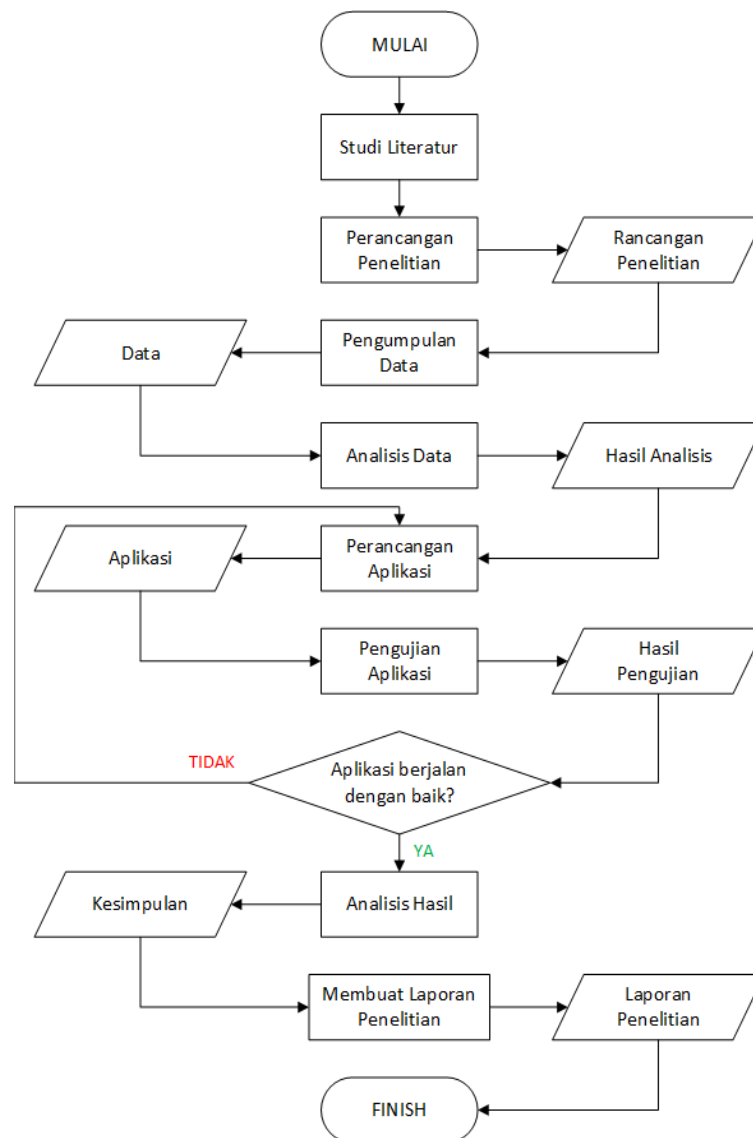 MULAI
Studi Literatur
Perancangan
Penelitian
Rancangan
Penelitian
Pengumpulan
Data
Data
Analisis Data
Hasil Analisis
Perancangan
Aplikasi
Aplikasi
Pengujian
Aplikasi
Hasil
Pengujian
Aplikasi berjalan
dengan baik?
TIDAK
YA
Analisis Hasil
Kesimpulan
Membuat Laporan
Penelitian
Laporan
Penelitian
FINISH